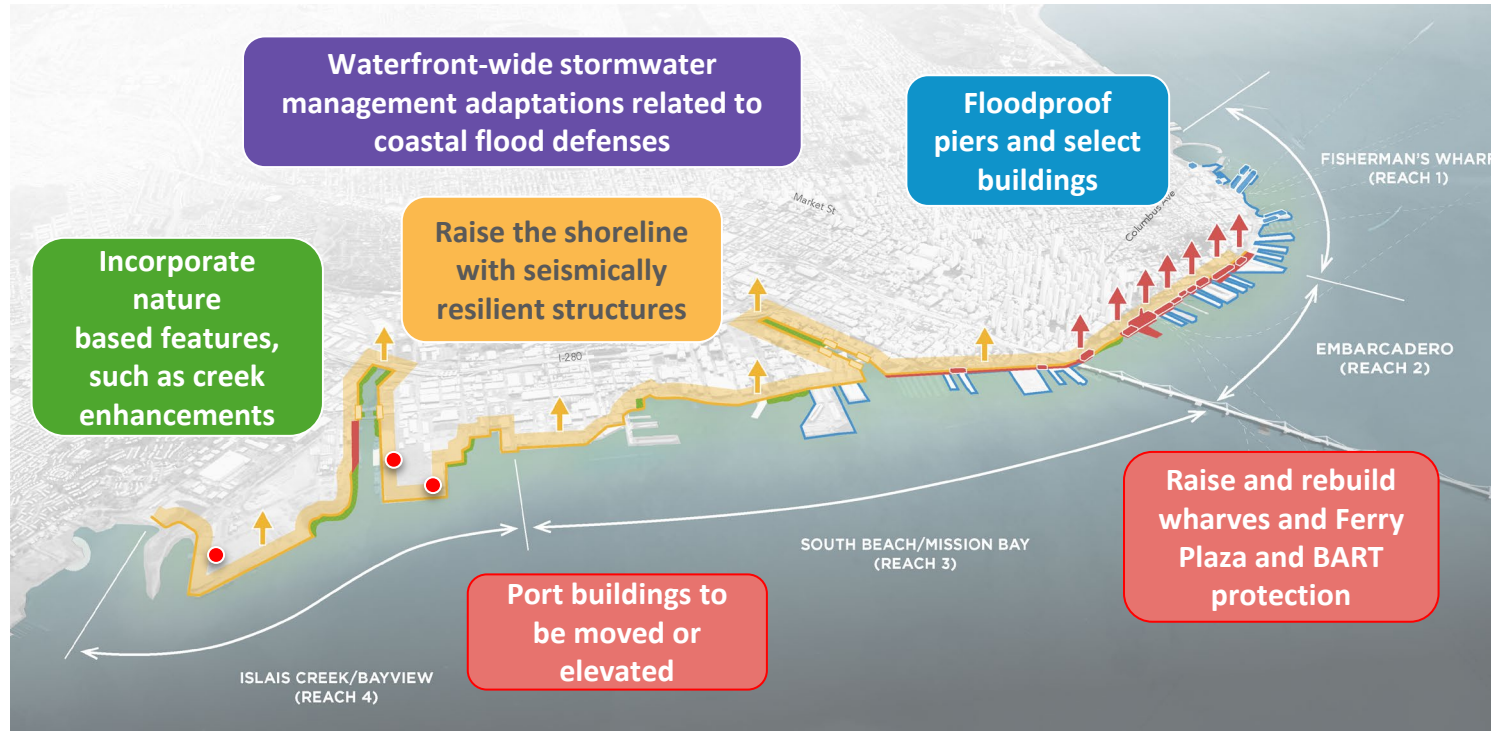 Waterfront-wide stormwater
management adaptations related to
coastal flood defenses
Floodproof
piers and select
buildings
FISHERMAN'S WHARF
(REACH 1)
Market St
Columbus Ave
Raise the shoreline
with seismically
resilient structures
Incorporate
nature
based features,
such as creek
enhancements
I-280
EMBARCADERO
(REACH 2)
Raise and rebuild
wharves and Ferry
Plaza and BART
protection
SOUTH BEACH/MISSION BAY
(REACH 3)
Port buildings to
be moved or
elevated
ISLAIS CREEK/BAYVIEW
(REACH 4)